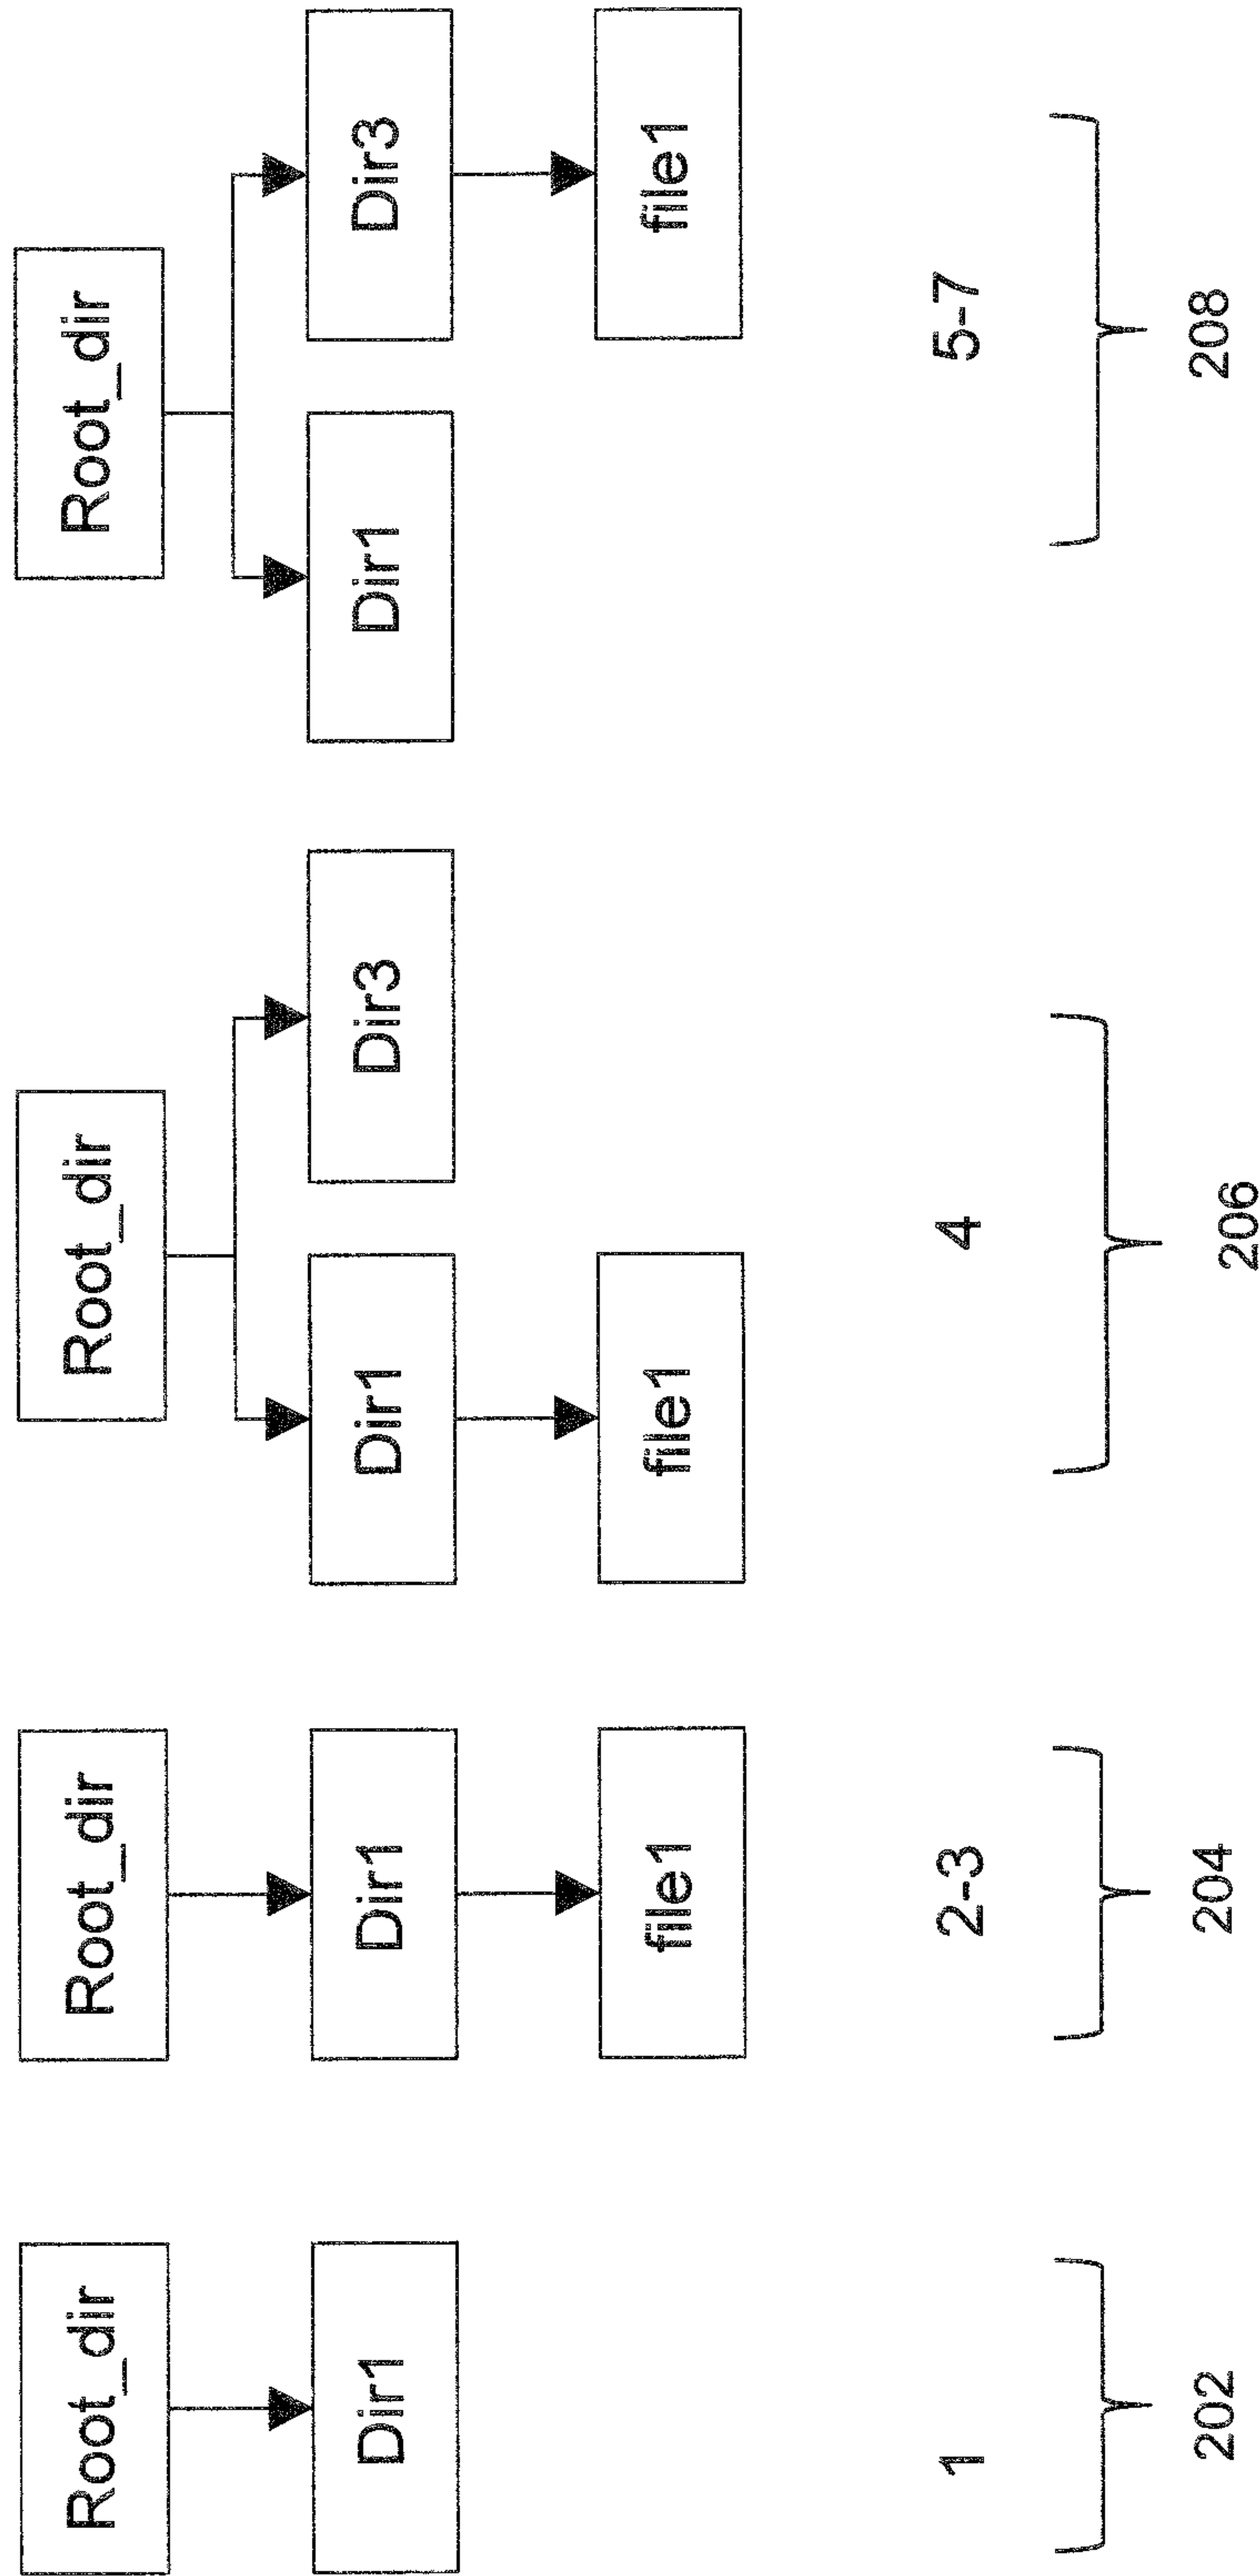 Root_dir
Dir1
1
202
Root_dir
Dir1
file1
2-3
204
Root_dir
Dir1
Dir3
file1
4
206
Root_dir
Dir1
Dir3
file1
5-7
208